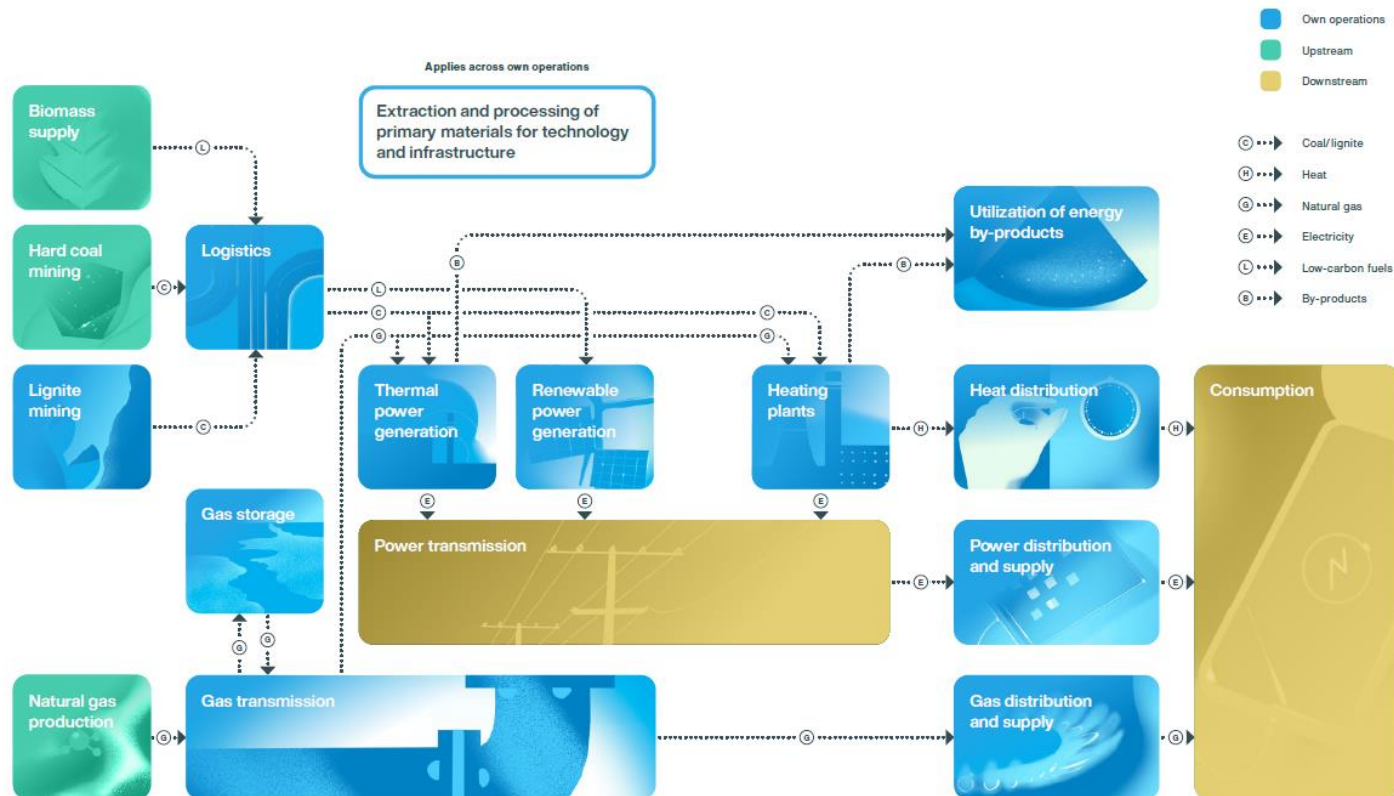 Own operations
Upstream
Downstream
Applies across own operations
Extraction and processing of
primary materials for technology
and infrastructure
Biomass
supply
L
Hard coal
mining
C
Logistics
Lignite
mining
C
B
B
L
C
C
G
G
Utilization of energy
by-products
C Coal/lignite
H Heat
G Natural gas
E Electricity
L Low-carbon fuels
B By-products
Thermal
power
generation
Renewable
power
generation
Heating
plants
H
Heat distribution
H
Consumption
E
E
E
Gas storage
Power transmission
E
Power distribution
and supply
E
G
G
Natural gas
production
G
Gas transmission
G
Gas distribution
and supply
G